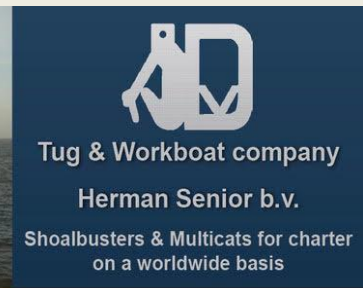 Tug & Workboat company
Herman Senior b.v.
Shoalbusters & Multicats for charter
on a worldwide basis